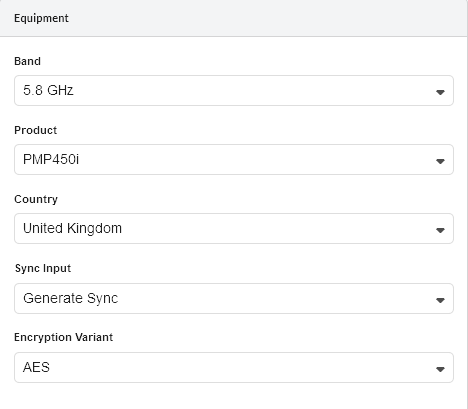 Equipment
Band
5.8 GHz
Product
PMP450i
Country
United Kingdom
Sync Input
Generate Sync
Encryption Variant
AES